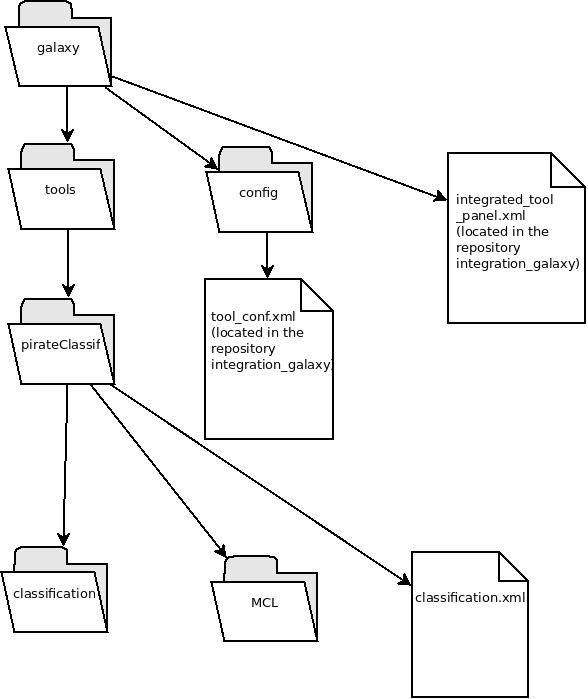 galaxy
tools
config
integrated_tool
_panel.xml
(located in the
repository
integration_galaxy)
tool_conf.xml
(located in the
repository
integration_galaxy)
pirateClassif
classification
MCL
classification.xml